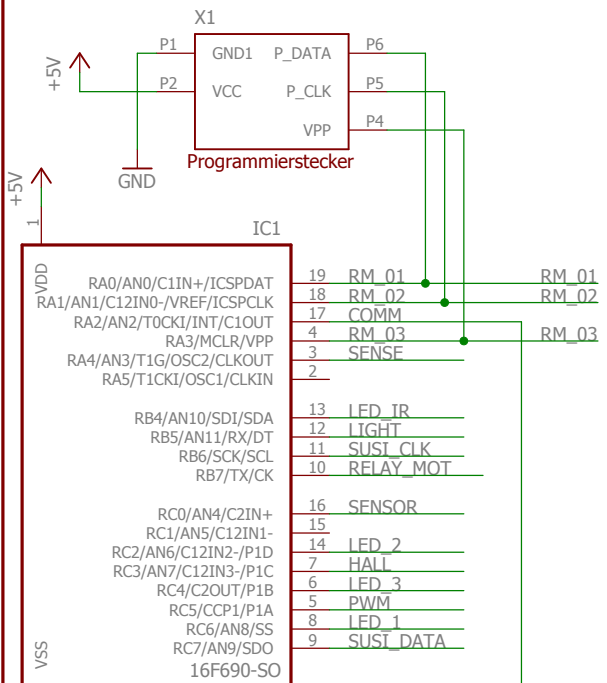 X1
P1 GND1 P_DATA P6
+5V
P2 VCC P_CLK P5
VPP P4
Programmierstecker
GND
+5V
1
IC1
VDD
RA0/AN0/C1IN+/ICSPDAT 19 RM_01 RM_01
RA1/AN1/C12IN0-/VREF/ICSPCLK 18 RM_02 RM_02
RA2/AN2/T0CKI/INT/C1OUT 17 COMM
RA3/MCLR/VPP 4 RM_03 RM_03
RA4/AN3/T1G/OSC2/CLKOUT 3 SENSE
RA5/T1CKI/OSC1/CLKIN 2
RB4/AN10/SDI/SDA 13 LED_IR
RB5/AN11/RX/DT 12 LIGHT
RB6/SCK/SCL 11 SUSI_CLK
RB7/TX/CK 10 RELAY_MOT
RC0/AN4/C2IN+ 16 SENSOR
RC1/AN5/C12IN1- 15
RC2/AN6/C12IN2-/P1D 14 LED_2
RC3/AN7/C12IN3-/P1C 7 HALL
RC4/C2OUT/P1B 6 LED_3
RC5/CCP1/P1A 5 PWM
RC6/AN8/SS 8 LED_1
RC7/AN9/SDO 9 SUSI_DATA
VSS
16F690-SO